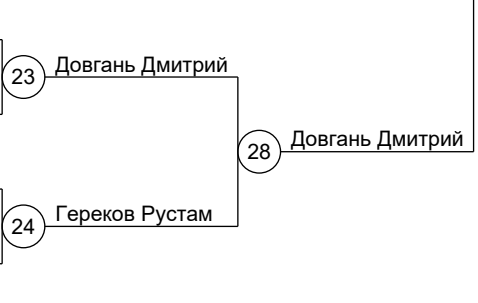 Довгань Дмитрий
23
28
Довгань Дмитрий
Гереков Рустам
24